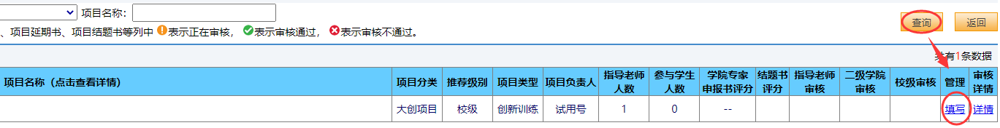 项目名称：
查询 返回
、项目延期书、项目结题书等列中 表示正在审核， 表示审核通过， 表示审核不通过。
共有1条数据
项目名称（点击查看详情） 项目分类 推荐级别 项目类型 项目负责人 指导老师人数 参与学生人数 学院专家申报书评分 结题书评分 指导老师审核 二级学院审核 校级审核 管理 审核详情
大创项目 校级 创新训练 试用号 1 0 -- 填写 详情